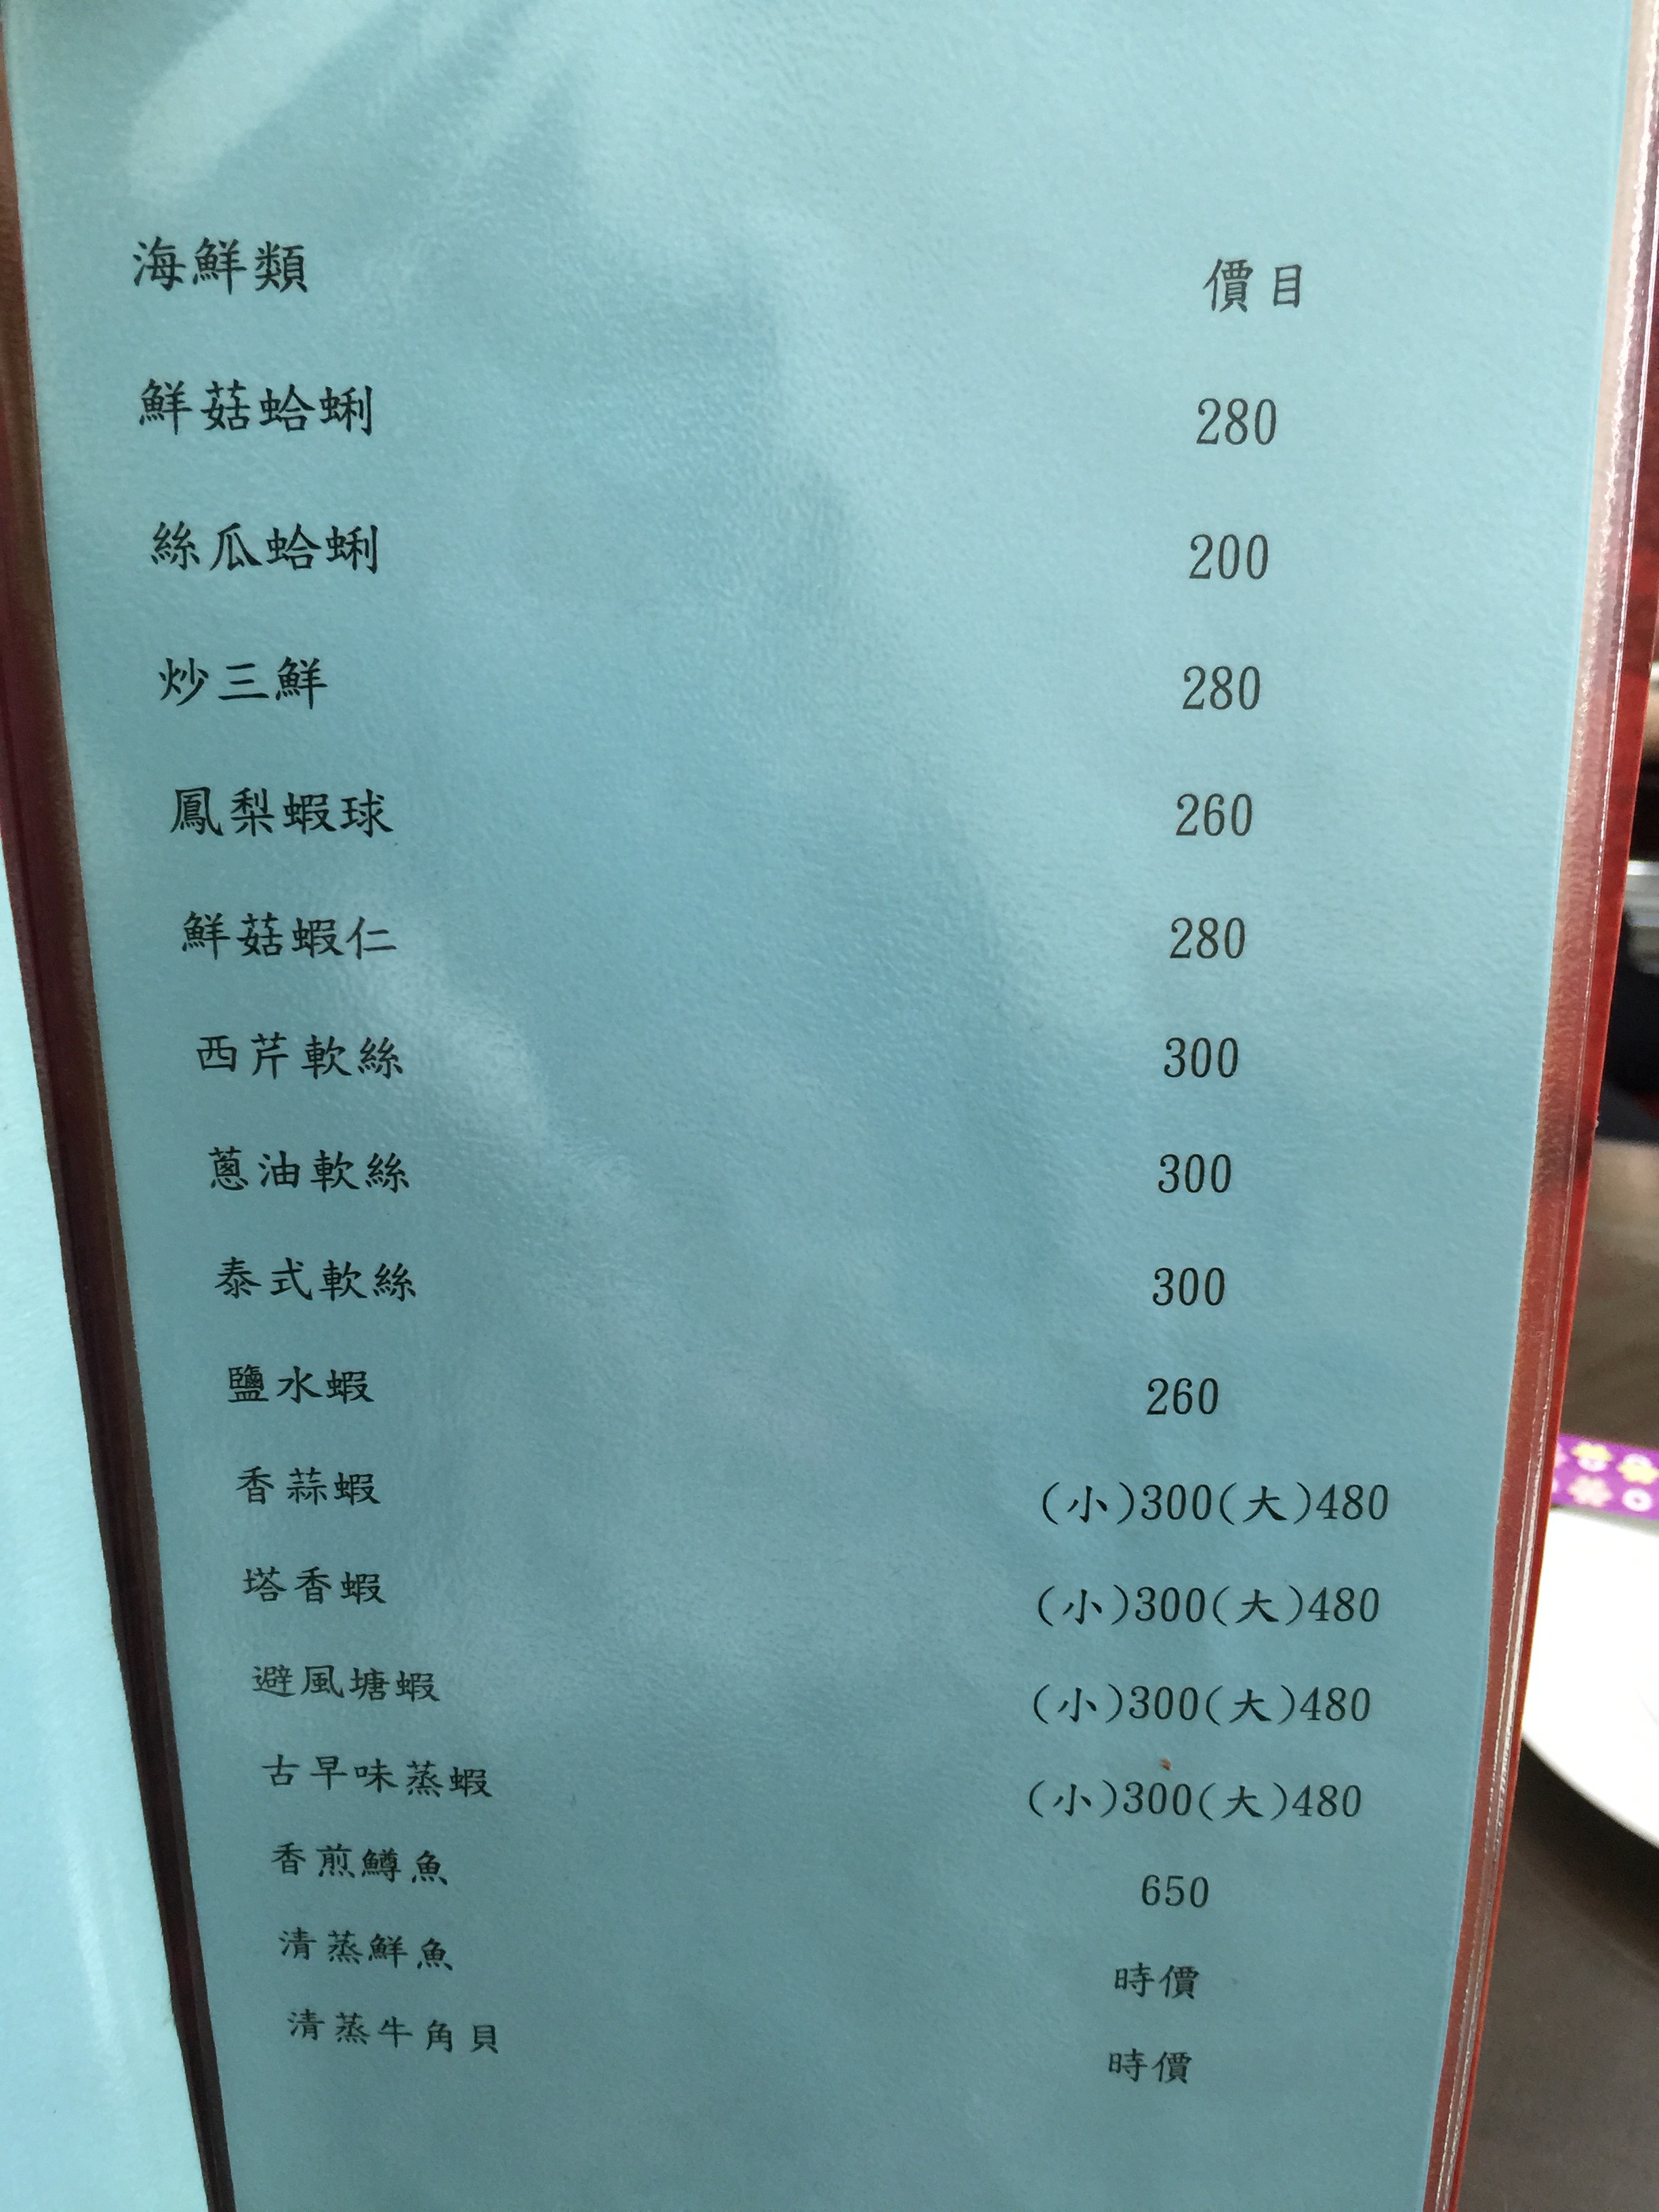 海鮮類 價目
鮮菇蛤蜊 280
絲瓜蛤蜊 200
炒三鮮 280
鳳梨蝦球 260
鮮菇蝦仁 280
西芹軟絲 300
蔥油軟絲 300
泰式軟絲 300
鹽水蝦 260
香蒜蝦 (小)300(大)480
塔香蝦 (小)300(大)480
避風塘蝦 (小)300(大)480
古早味蒸蝦 (小)300(大)480
香煎鱒魚 650
清蒸鮮魚 時價
清蒸牛角貝 時價